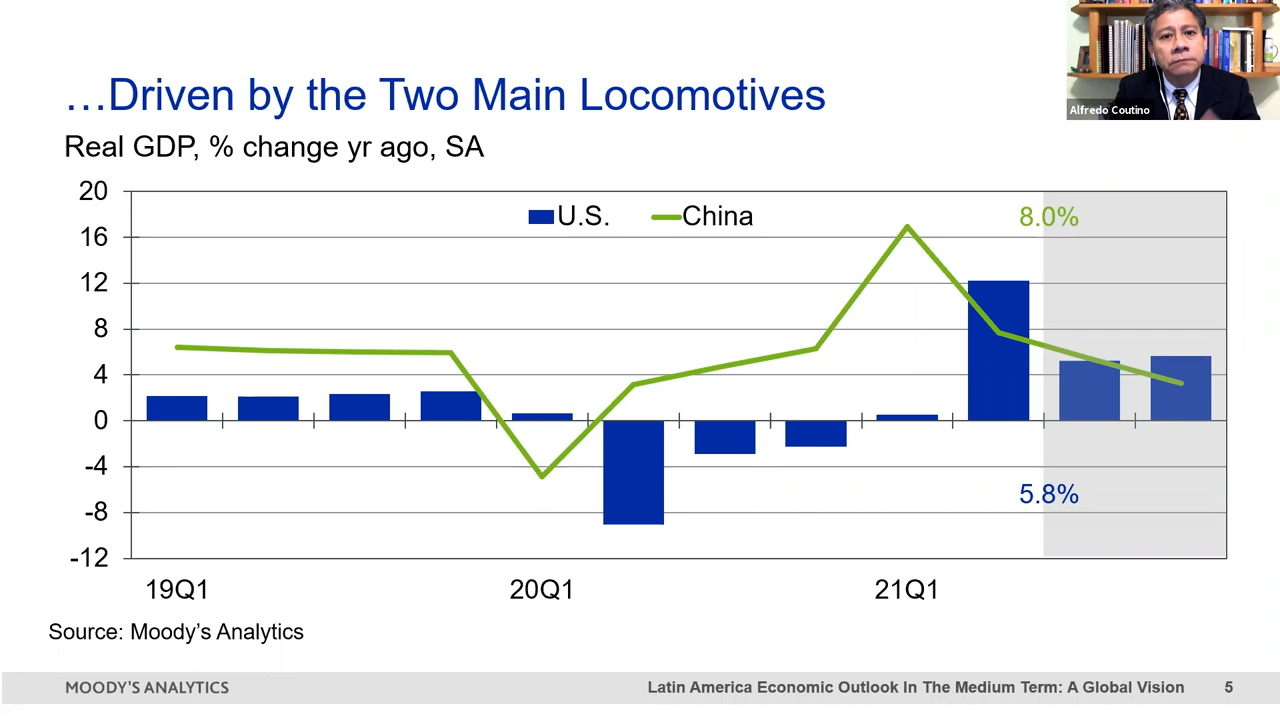 …Driven by the Two Main Locomotives
Alfredo Coutino
Real GDP, % change yr ago, SA
U.S. China
8.0%
20
16
12
8
4
0
-4
-8
-12
5.8%
19Q1 20Q1 21Q1
Source: Moody’s Analytics
MOODY'S ANALYTICS Latin America Economic Outlook In The Medium Term: A Global Vision 5